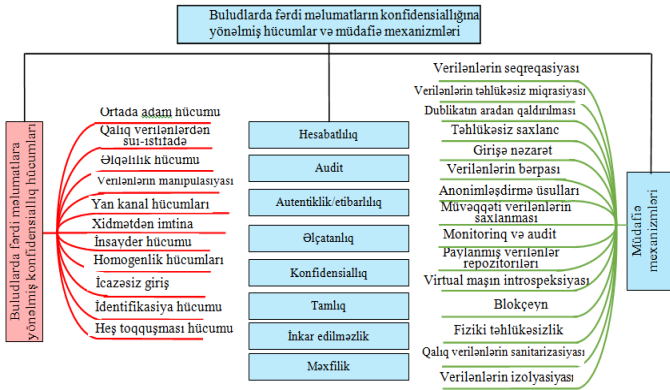 Buludlarda fərdi məlumatların konfidensiallığına
yönəlmiş hücumlar və müdafiə mexanizmləri
Buludlarda fərdi məlumatlara
yönəlmiş konfidensiallıq hücumları
Ortada adam hücumu
Qalıq verilənlərdən
sui-istifadə
Əlqəlilik hücumu
Verilənlərin manipulasiyası
Yan kanal hücumları
Xidmətdən imtina
İnsayder hücumu
Homogenlik hücumları
İcazəsiz giriş
İdentifikasiya hücumu
Heş toqquşması hücumu
Hesabatlılıq
Audit
Autentiklik/etibarlılıq
Əlçatanlıq
Konfidensiallıq
Tamlıq
İnkar edilməzlik
Məxfilik
Verilənlərin seqreqasiyası
Verilənlərin təhlükəsiz miqrasiyası
Dublikatın aradan qaldırılması
Təhlükəsiz saxlanc
Girişə nəzarət
Verilənlərin bərpası
Anonimləşdirmə üsulları
Müvəqqəti verilənlərin
saxlanması
Monitorinq və audit
Paylanmış verilənlər
repozitoriləri
Virtual maşın introspeksiyası
Blokçeyn
Fiziki təhlükəsizlik
Qalıq verilənlərin sanitarizasiyası
Verilənlərin izolyasiyası
Müdafiə
mexanizmləri